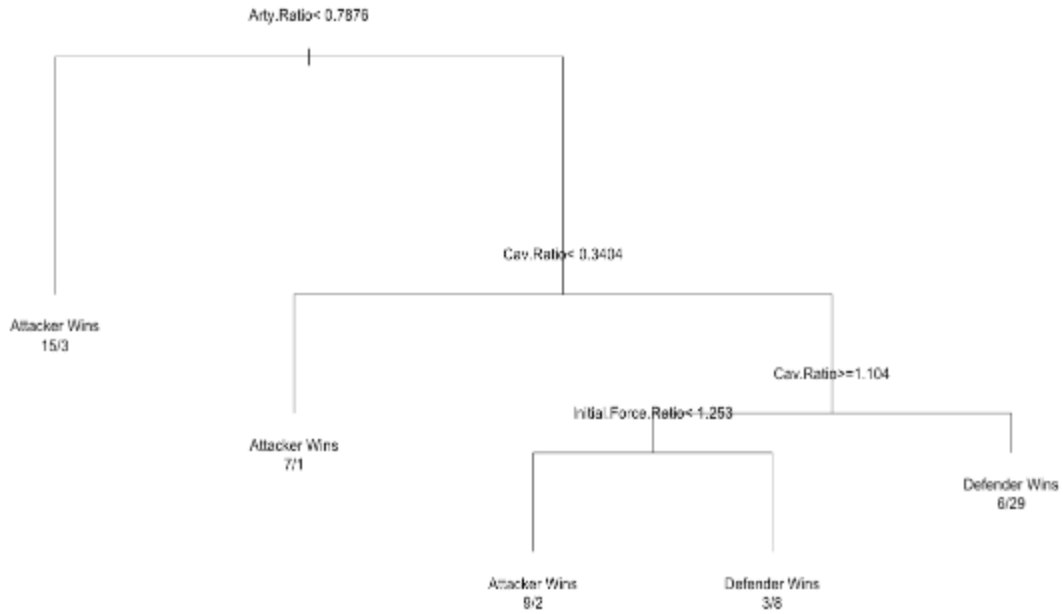 Arty.Ratio< 0.7876
Cav.Ratio< 0.3404
Attacker Wins
15/3
Cav.Ratio>=1.104
Initial.Force.Ratio< 1.253
Attacker Wins
7/1
Defender Wins
6/29
Attacker Wins
9/2
Defender Wins
3/8